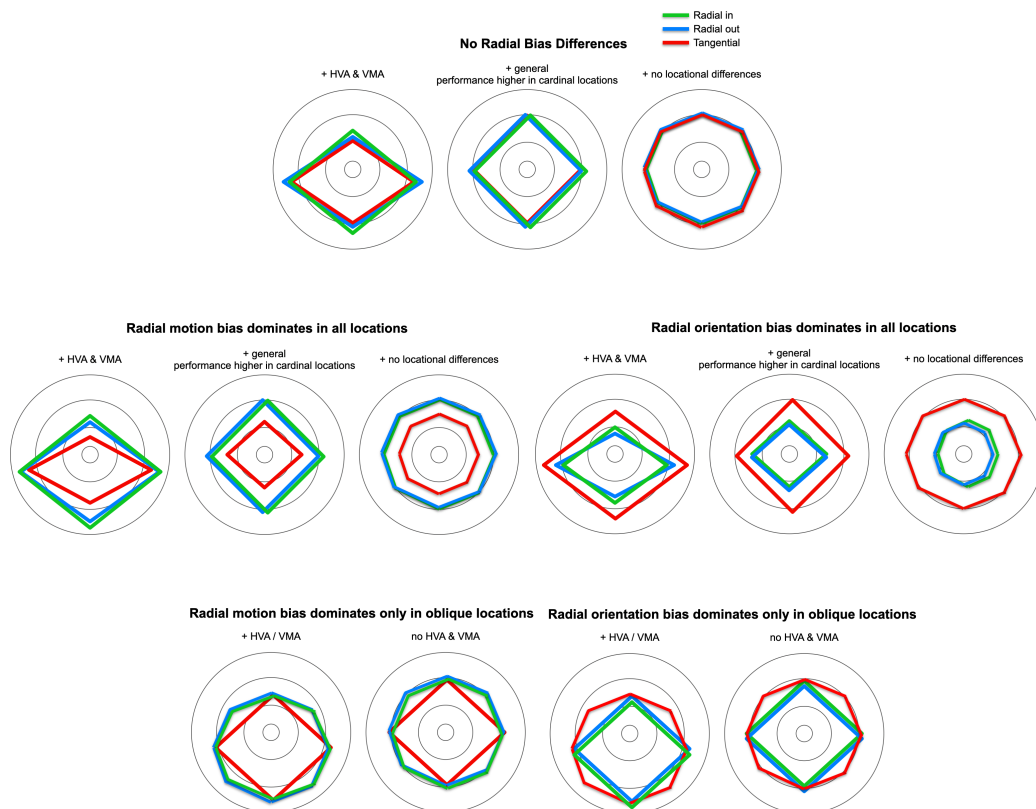 Radial in
Radial out
Tangential
No Radial Bias Differences
+ HVA & VMA
+ general
performance higher in cardinal locations
+ no locational differences
Radial motion bias dominates in all locations
+ HVA & VMA
+ general
performance higher in cardinal locations
+ no locational differences
Radial orientation bias dominates in all locations
+ HVA & VMA
+ general
performance higher in cardinal locations
+ no locational differences
Radial motion bias dominates only in oblique locations
+ HVA / VMA
no HVA & VMA
Radial orientation bias dominates only in oblique locations
+ HVA / VMA
no HVA & VMA